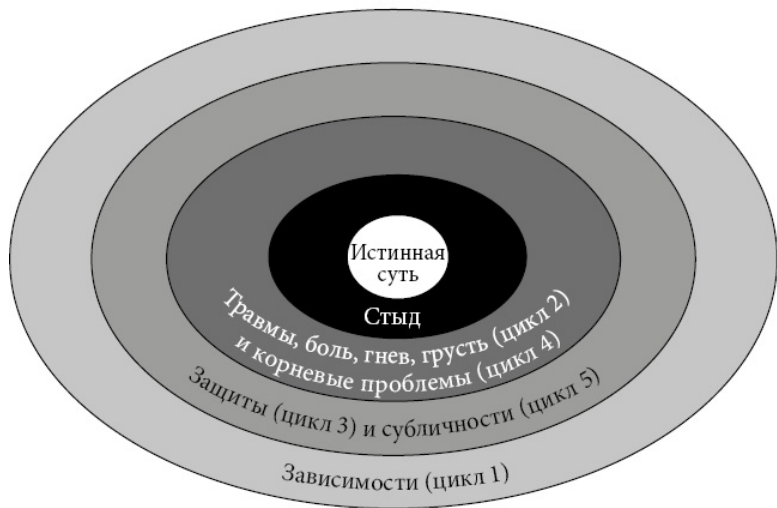 Истинная
суть
Стыд
Травмы, боль, гнев, грусть (цикл 2)
и корневые проблемы (цикл 4)
Защиты (цикл 3) и субличности (цикл 5)
Зависимости (цикл 1)